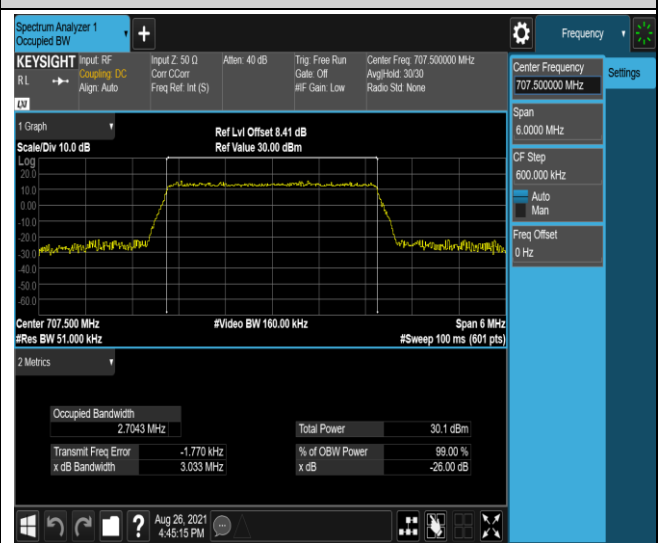 Spectrum Analyzer 1
Occupied BW
+
Frequency
KEYSIGHT
RL
LXI
Input: RF
Coupling: DC
Align: Auto
Input Z: 50 Ω
Corr CCorr
Freq Ref: Int (S)
Atten: 40 dB
Trig: Free Run
Gate: Off
#IF Gain: Low
Center Freq: 707.500000 MHz
Avg|Hold: 30/30
Radio Std: None
Center Frequency
707.500000 MHz
Settings
Span
6.0000 MHz
CF Step
600.000 kHz
Auto
Man
Freq Offset
0 Hz
1 Graph
Scale/Div 10.0 dB
Ref Lvl Offset 8.41 dB
Ref Value 30.00 dBm
Log
20.0
10.0
0.00
-10.0
-20.0
-30.0
-40.0
-50.0
-60.0
Center 707.500 MHz
#Video BW 160.00 kHz
Span 6 MHz
#Res BW 51.000 kHz
#Sweep 100 ms (601 pts)
2 Metrics
Occupied Bandwidth
2.7043 MHz
Total Power 30.1 dBm
Transmit Freq Error -1.770 kHz
% of OBW Power 99.00 %
x dB Bandwidth 3.033 MHz
x dB -26.00 dB
?
Aug 26, 2021
4:45:15 PM